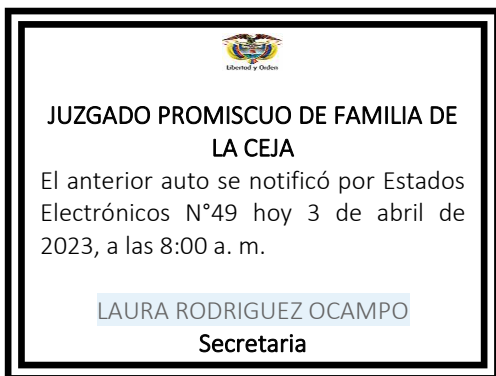 Libertad y Orden
JUZGADO PROMISCUO DE FAMILIA DE
LA CEJA
El anterior auto se notificó por Estados
Electrónicos N°49 hoy 3 de abril de
2023, a las 8:00 a. m.
LAURA RODRIGUEZ OCAMPO
Secretaria